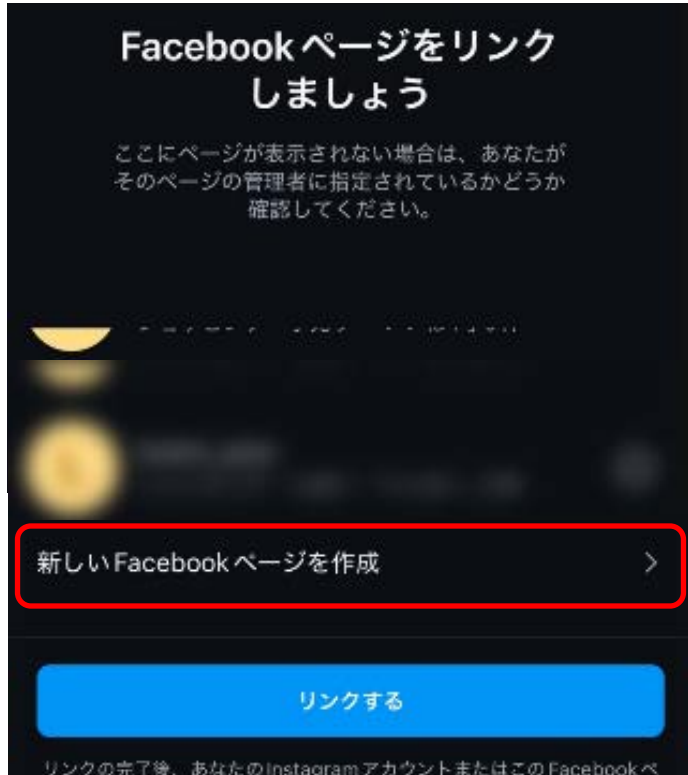 Facebookページをリンク
しましょう
ここにページが表示されない場合は、あなたが
そのページの管理者に指定されているかどうか
確認してください。
新しいFacebookページを作成
リンクする
リンクの完了後、あなたのInstagramアカウントまたはこのFacebookペ